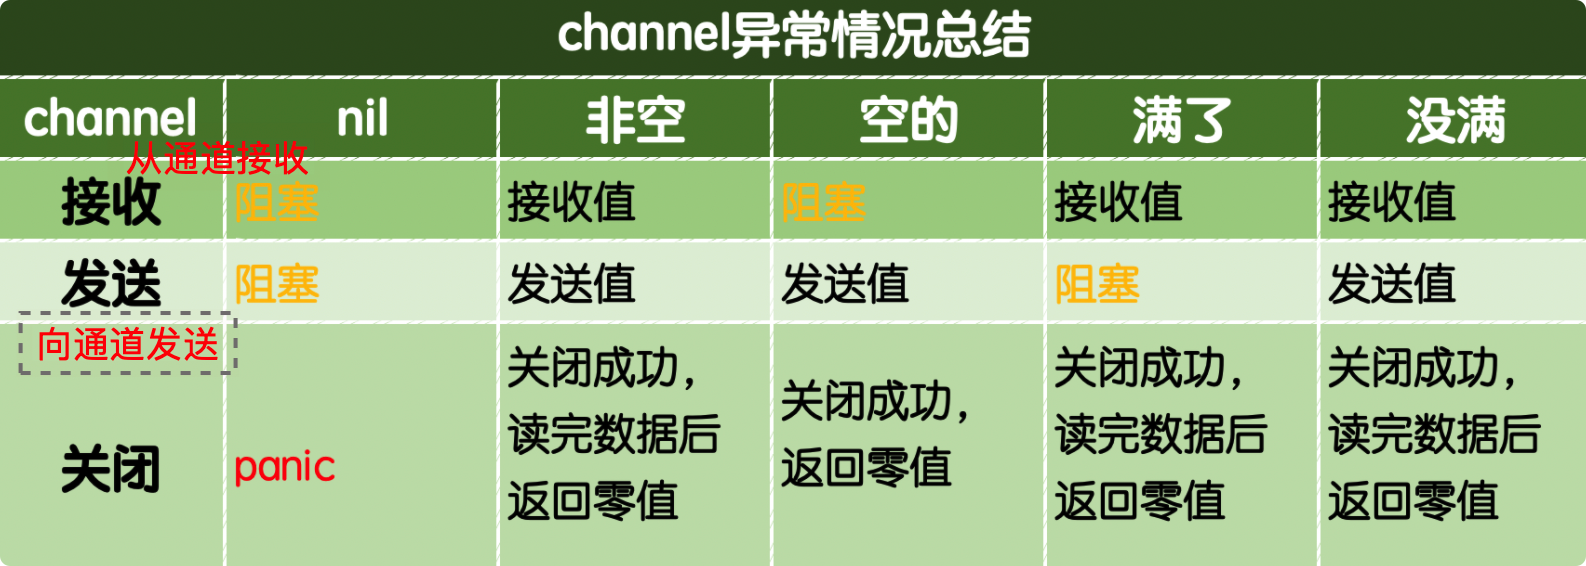 channel异常情况总结
channel nil 非空 空的 满了 没满
从通道接收
接收 阻塞 接收值 阻塞 接收值 接收值
发送 阻塞 发送值 发送值 阻塞 发送值
向通道发送
关闭
panic
关闭成功，
读完数据后
返回零值
关闭成功，
返回零值
关闭成功，
读完数据后
返回零值
关闭成功，
读完数据后
返回零值